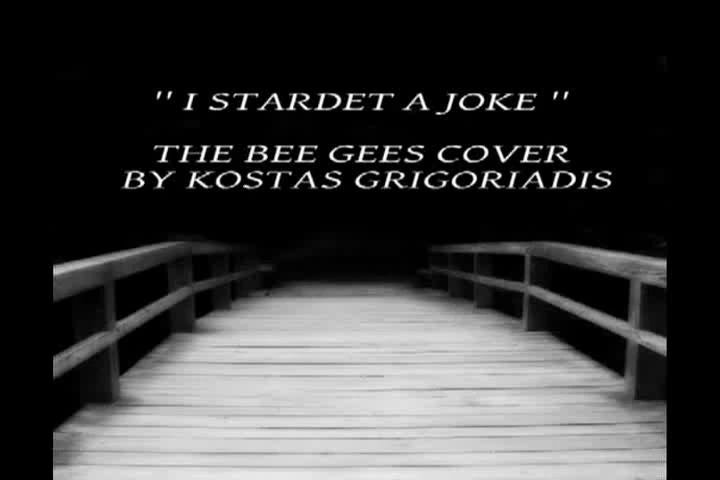 " I STARDET A JOKE "
THE BEE GEES COVER
BY KOSTAS GRIGORIADIS